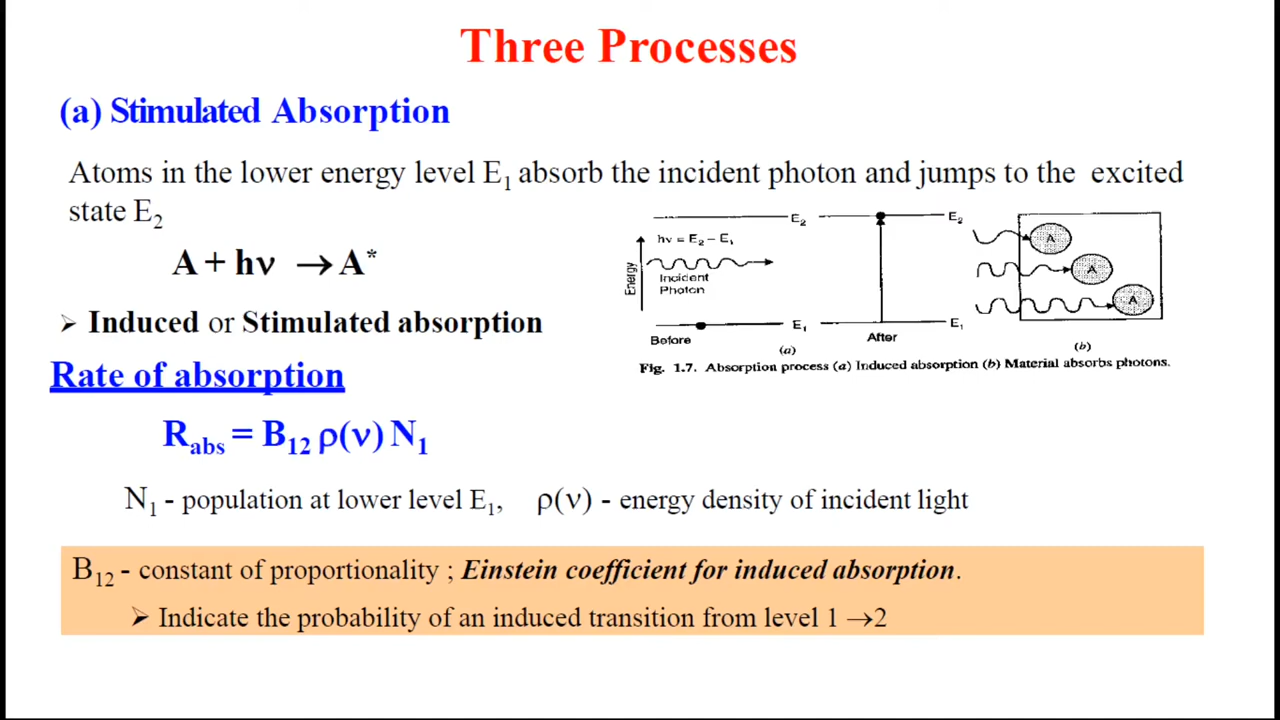 Three Processes
(a) Stimulated Absorption
Atoms in the lower energy level E₁ absorb the incident photon and jumps to the excited
state E₂
A + hν → A*
➢ Induced or Stimulated absorption
Rate of absorption
R_abs = B₁₂ ρ(ν) N₁
N₁ - population at lower level E₁, ρ(ν) - energy density of incident light
B₁₂ - constant of proportionality ; Einstein coefficient for induced absorption.
➢ Indicate the probability of an induced transition from level 1 →2
E₂
E₂
hν = E₂ – E₁
Energy
Incident
Photon
E₁
E₁
Before
After
(a)
A
A
A
(b)
Fig. 1.7. Absorption process (a) Induced absorption (b) Material absorbs photons.